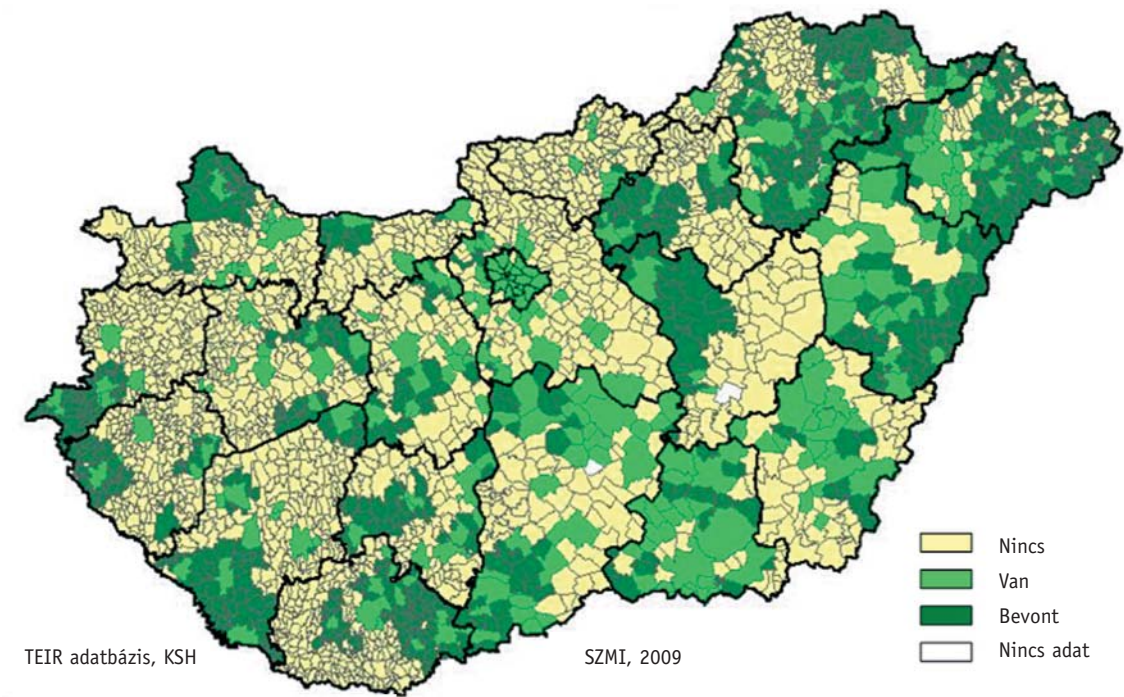 Nincs
Van
Bevont
Nincs adat
TEIR adatbázis, KSH
SZMI, 2009